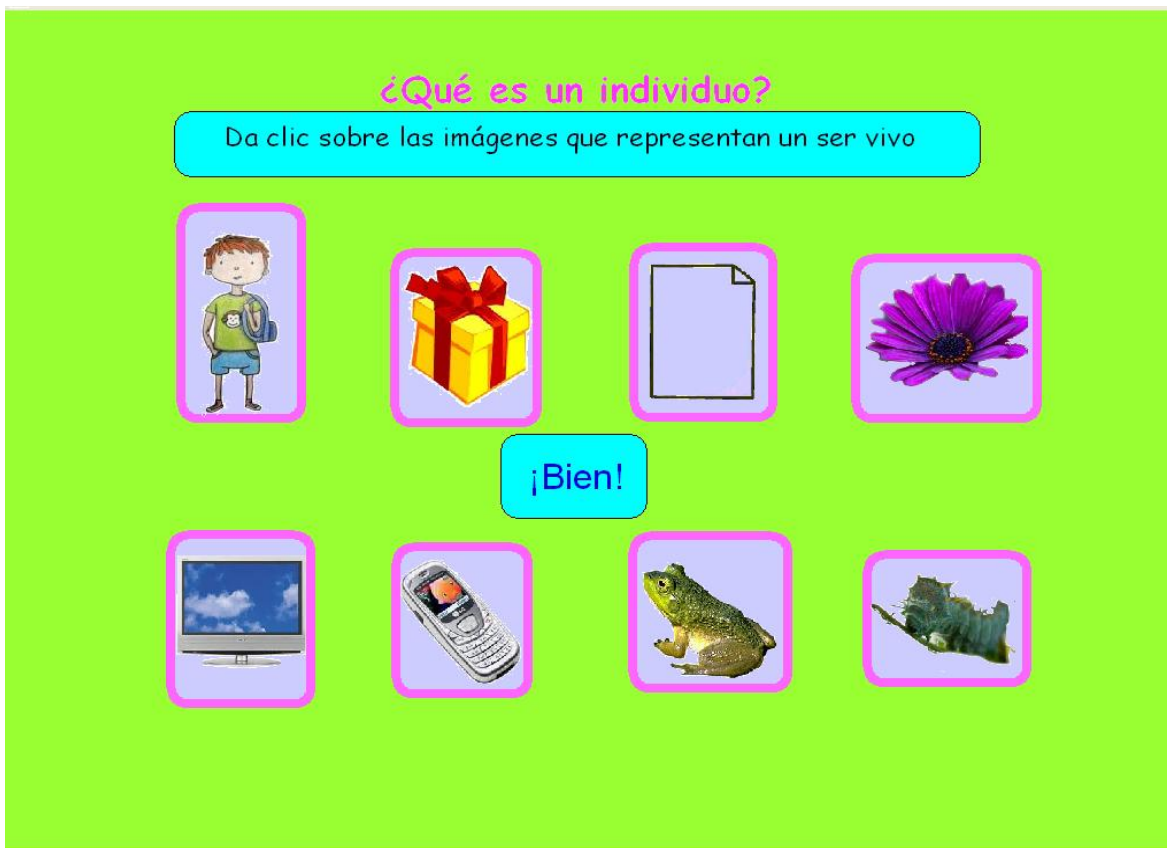 ¿Qué es un individuo?
Da clic sobre las imágenes que representan un ser vivo
¡Bien!